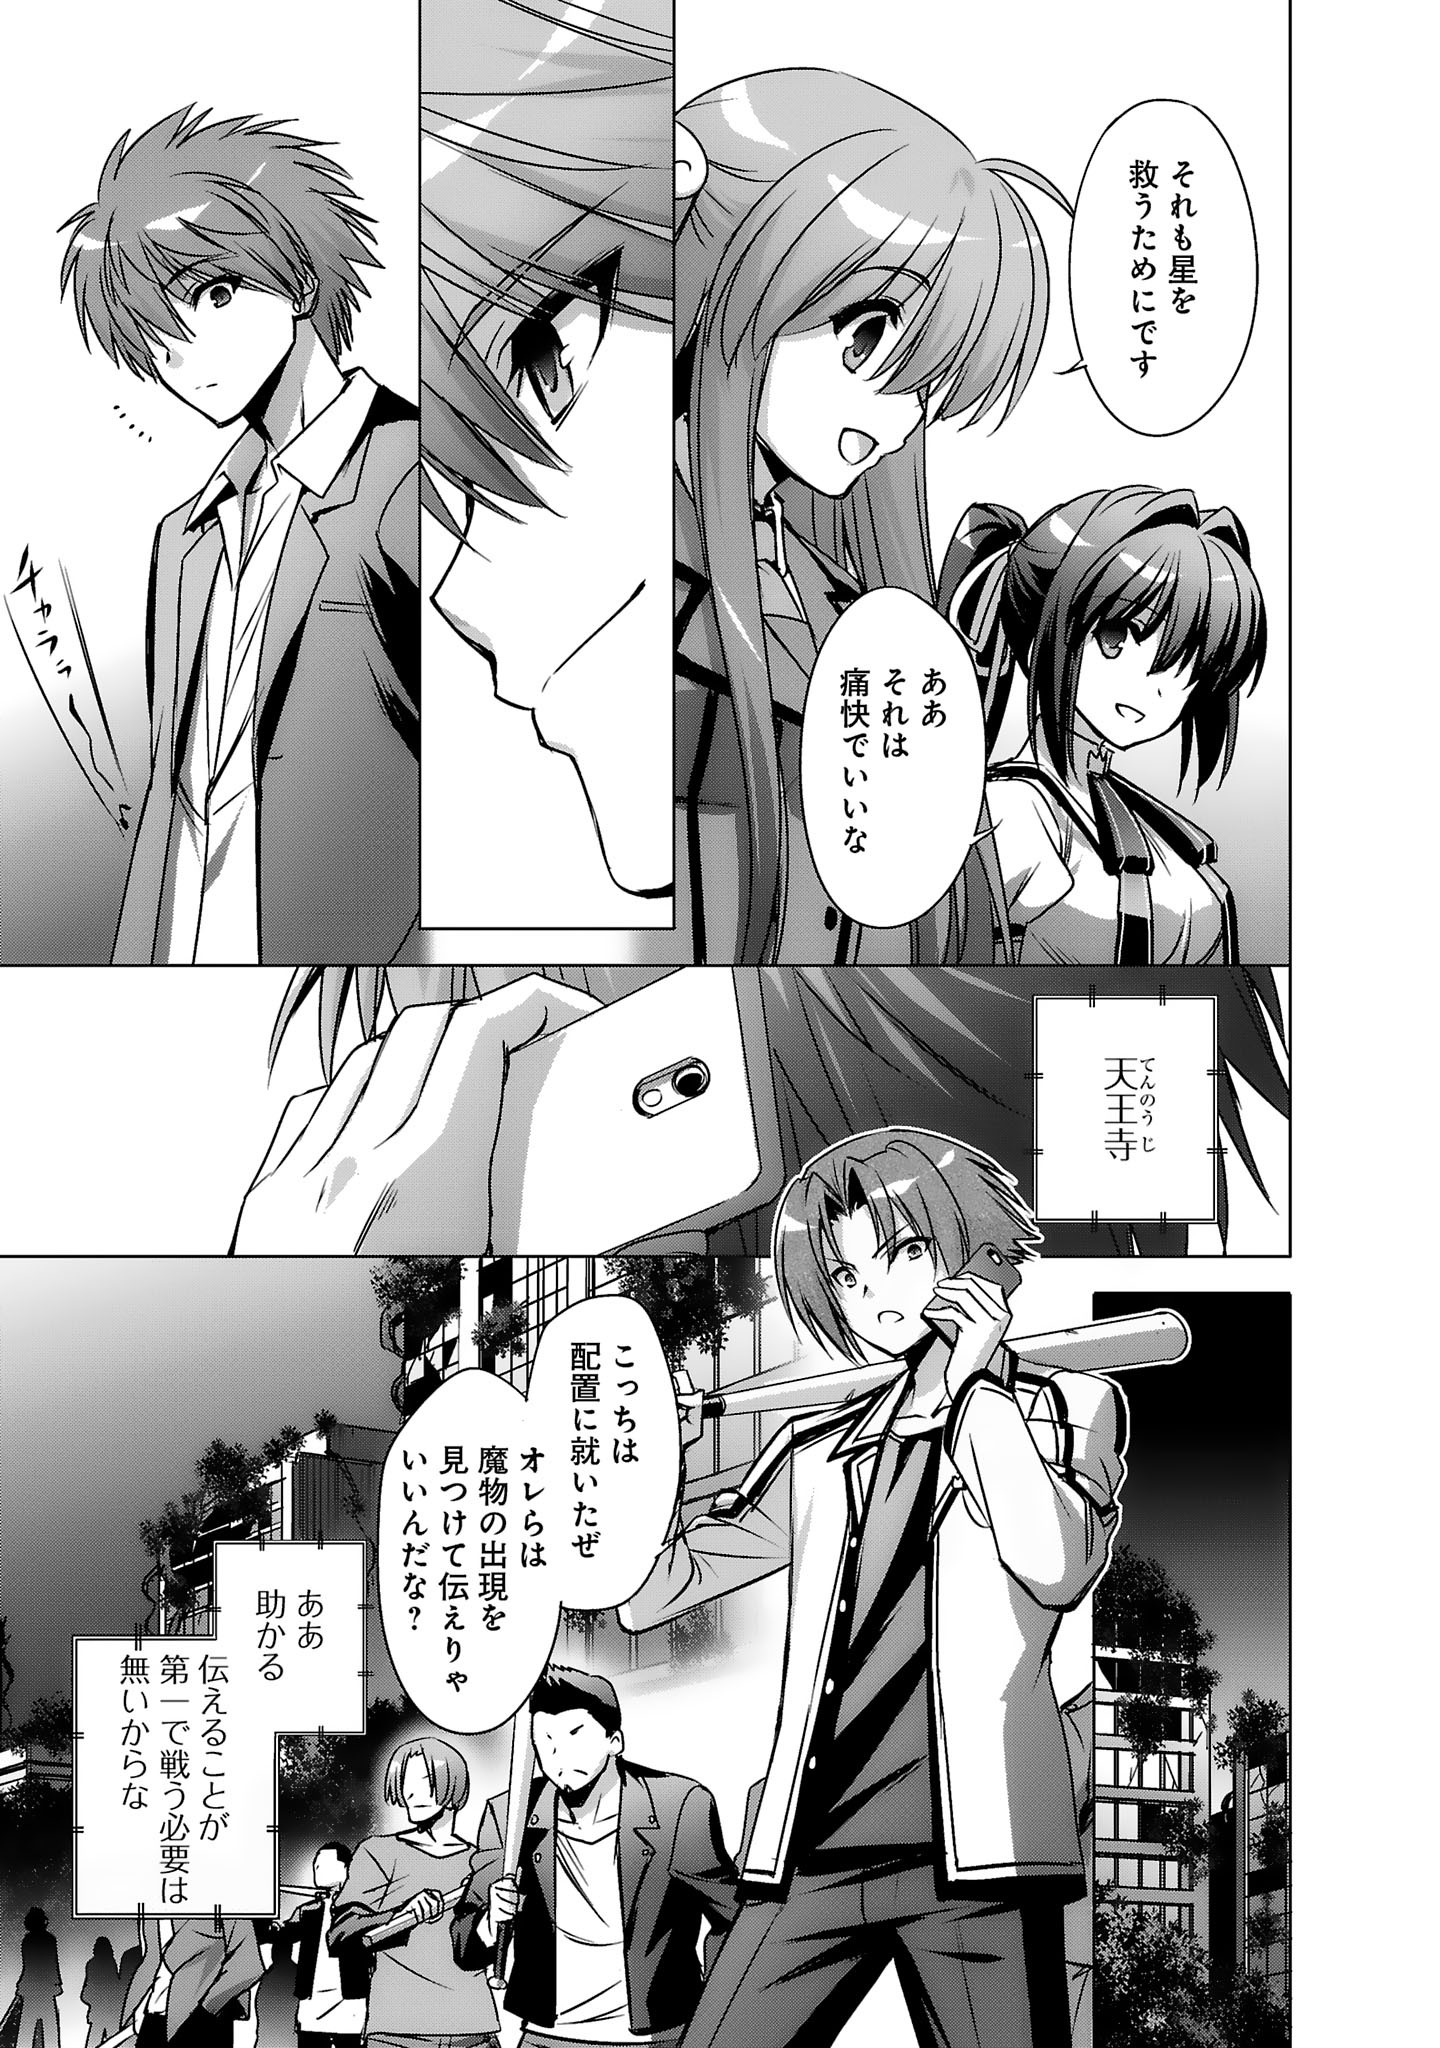 それも星を
救うためにです
ああ
それは
痛快でいいな
チャララ〜ン♪
天王寺
てんのうじ
こっちは
配置に就いたぜ
オレらは
魔物の出現を
見つけて伝えりゃ
いいんだな?
ああ
助かる
伝えることが
第一で戦う必要は
無いからな